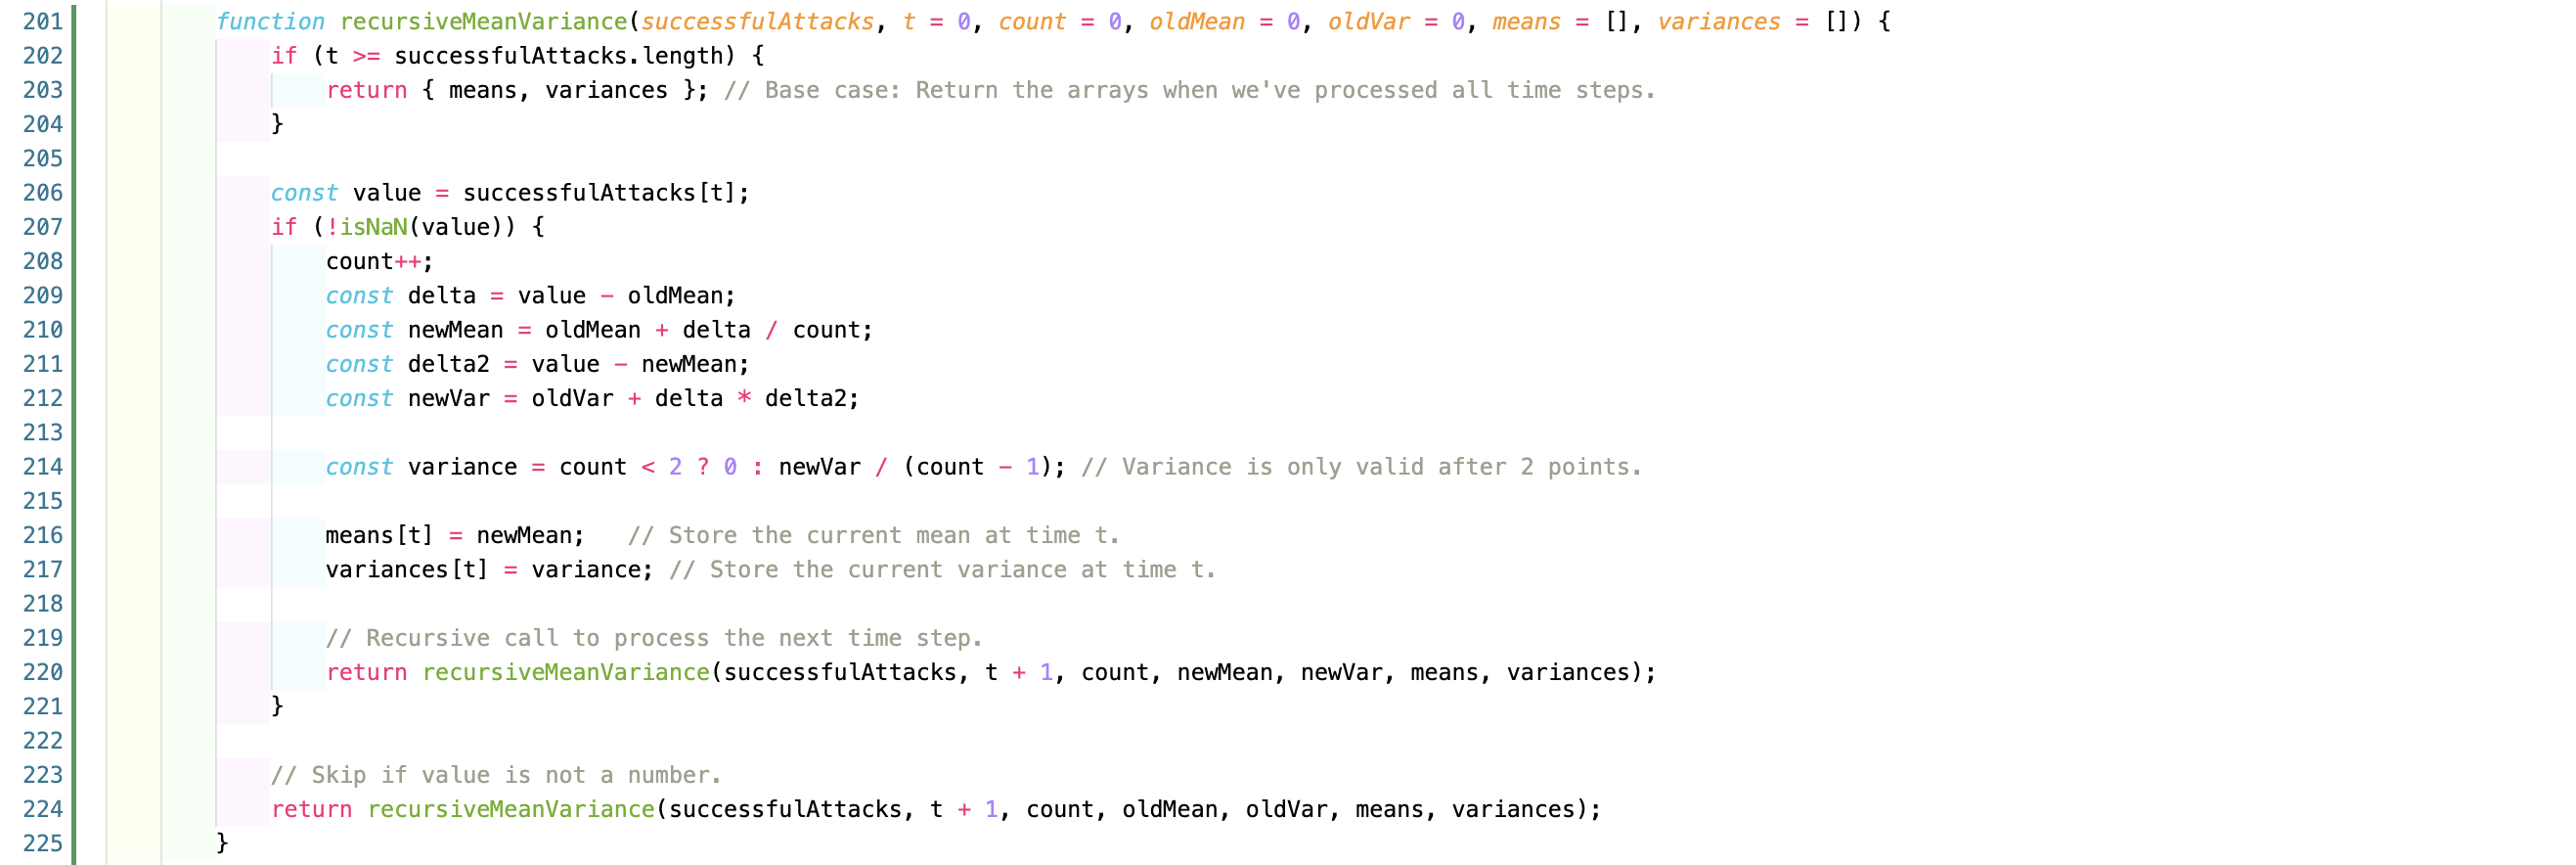 201 function recursiveMeanVariance(successfulAttacks, t = 0, count = 0, oldMean = 0, oldVar = 0, means = [], variances = []) {
202     if (t >= successfulAttacks.length) {
203         return { means, variances }; // Base case: Return the arrays when we've processed all time steps.
204     }
205
206     const value = successfulAttacks[t];
207     if (!isNaN(value)) {
208         count++;
209         const delta = value - oldMean;
210         const newMean = oldMean + delta / count;
211         const delta2 = value - newMean;
212         const newVar = oldVar + delta * delta2;
213
214         const variance = count < 2 ? 0 : newVar / (count - 1); // Variance is only valid after 2 points.
215
216         means[t] = newMean;   // Store the current mean at time t.
217         variances[t] = variance; // Store the current variance at time t.
218
219         // Recursive call to process the next time step.
220         return recursiveMeanVariance(successfulAttacks, t + 1, count, newMean, newVar, means, variances);
221     }
222
223     // Skip if value is not a number.
224     return recursiveMeanVariance(successfulAttacks, t + 1, count, oldMean, oldVar, means, variances);
225 }